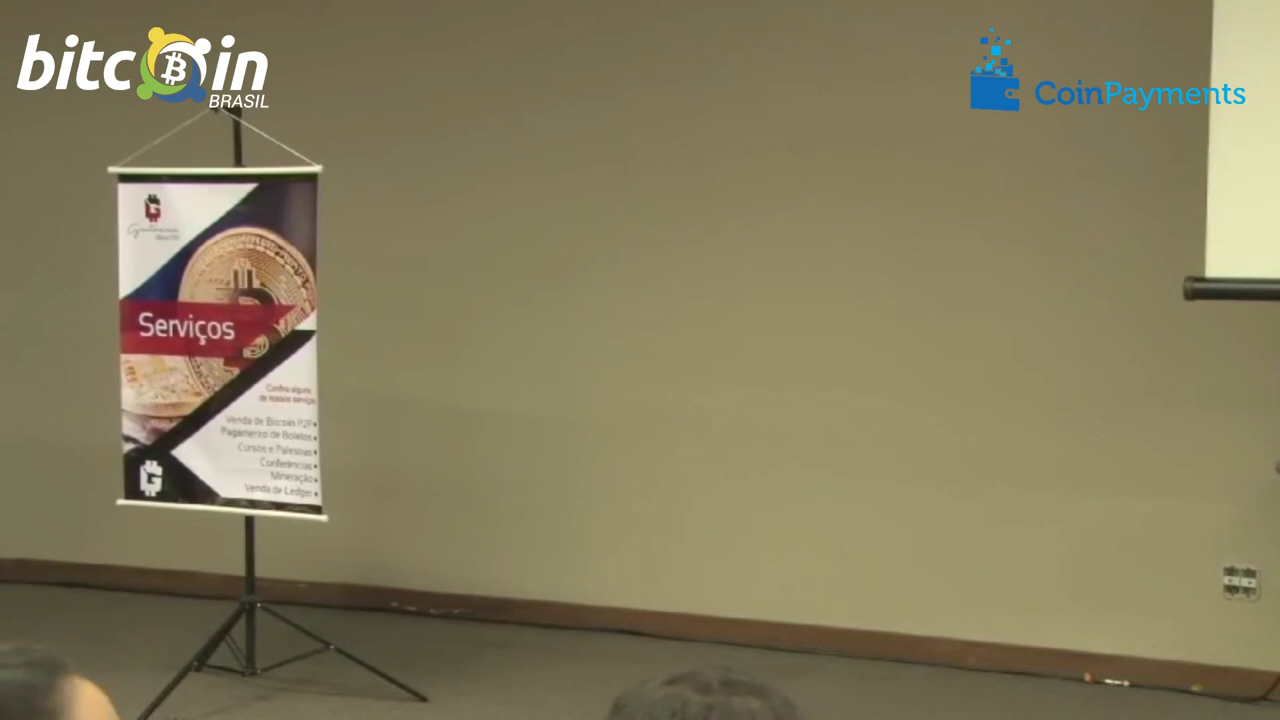 bitcoin
BRASIL
CoinPayments
Serviços
Confira alguns
de nossos serviços
Venda de Bitcoin P2P•
Pagamento de Boletos•
Cursos e Palestras•
Conferências•
Mineração•
Venda de Ledger•